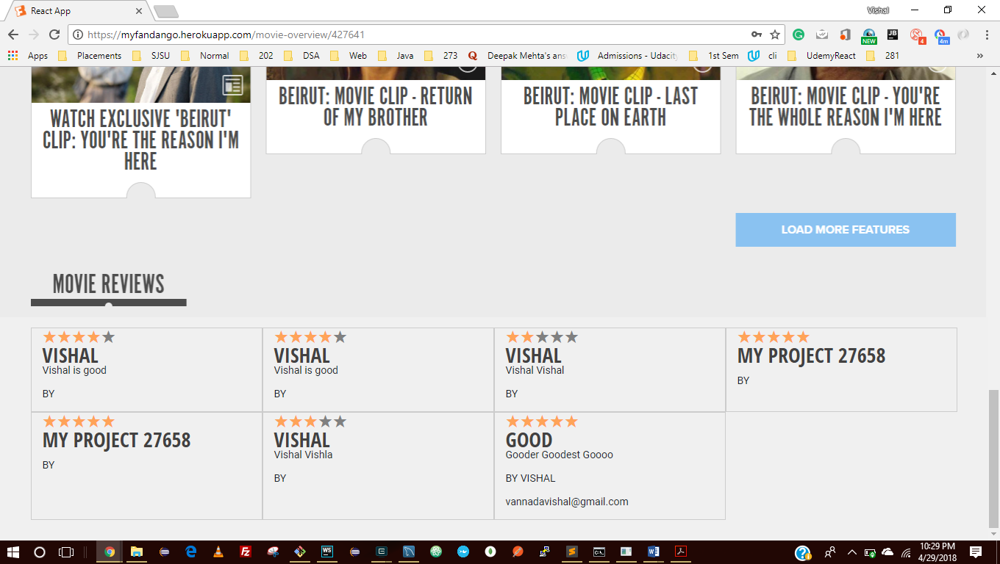 React App
Vishal
https://myfandango.herokuapp.com/movie-overview/427641
JB
NEW
4
4m
Apps
Placements
SJSU
Normal
202
DSA
Web
Java
273
Deepak Mehta's ans
Admissions - Udacity
1st Sem
cli
UdemyReact
281
»
WATCH EXCLUSIVE 'BEIRUT'
CLIP: YOU'RE THE REASON I'M
HERE
BEIRUT: MOVIE CLIP - RETURN
OF MY BROTHER
BEIRUT: MOVIE CLIP - LAST
PLACE ON EARTH
BEIRUT: MOVIE CLIP - YOU'RE
THE WHOLE REASON I'M HERE
LOAD MORE FEATURES
MOVIE REVIEWS
VISHAL
Vishal is good
BY
VISHAL
Vishal is good
BY
VISHAL
Vishal Vishal
BY
MY PROJECT 27658
BY
MY PROJECT 27658
BY
VISHAL
Vishal Vishla
BY
GOOD
Gooder Goodest Goooo
BY VISHAL
vannadavishal@gmail.com
10:29 PM
4/29/2018